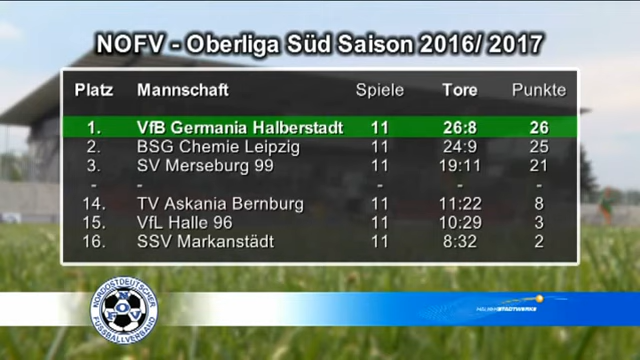 NOFV - Oberliga Süd Saison 2016/ 2017
Platz Mannschaft Spiele Tore Punkte
1. VfB Germania Halberstadt 11 26:8 26
2. BSG Chemie Leipzig 11 24:9 25
3. SV Merseburg 99 11 19:11 21
- - - - -
14. TV Askania Bernburg 11 11:22 8
15. VfL Halle 96 11 10:29 3
16. SSV Markanstädt 11 8:32 2
NORDOSTDEUTSCHER
NOFV
FUSSBALLVERBAND
HALBERSTADTWERKE